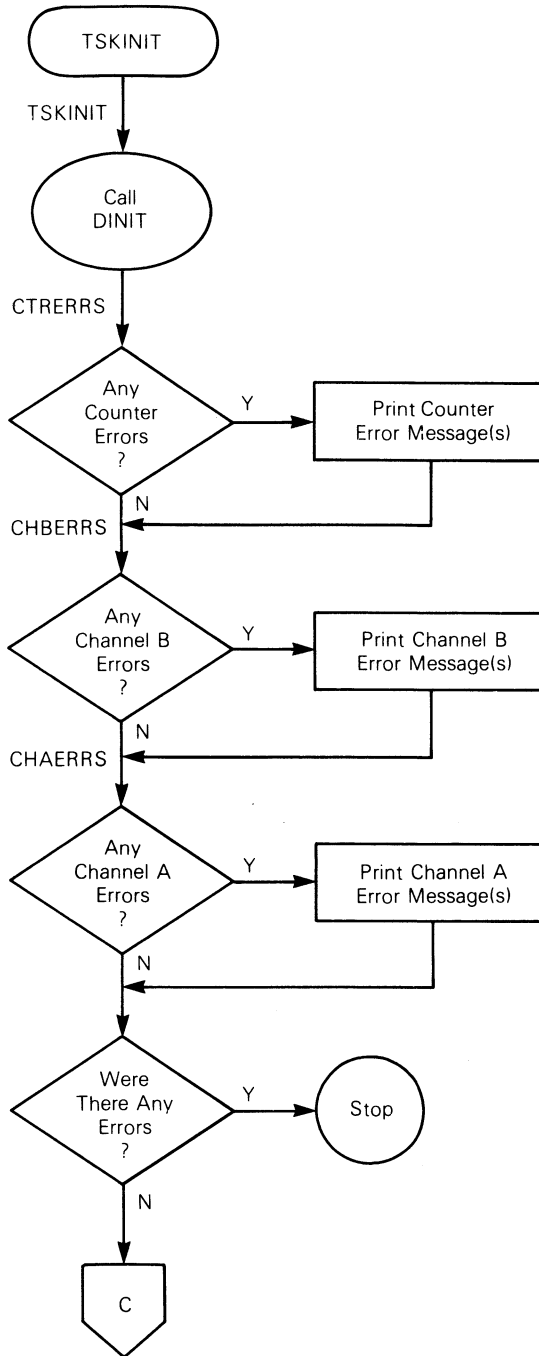 TSKINIT
TSKINIT
Call
DINIT
CTRERRS
Any
Counter
Errors
?
Y
Print Counter
Error Message(s)
N
CHBERRS
Any
Channel B
Errors
?
Y
Print Channel B
Error Message(s)
N
CHAERRS
Any
Channel A
Errors
?
Y
Print Channel A
Error Message(s)
N
Were
There Any
Errors
?
Y
Stop
N
C